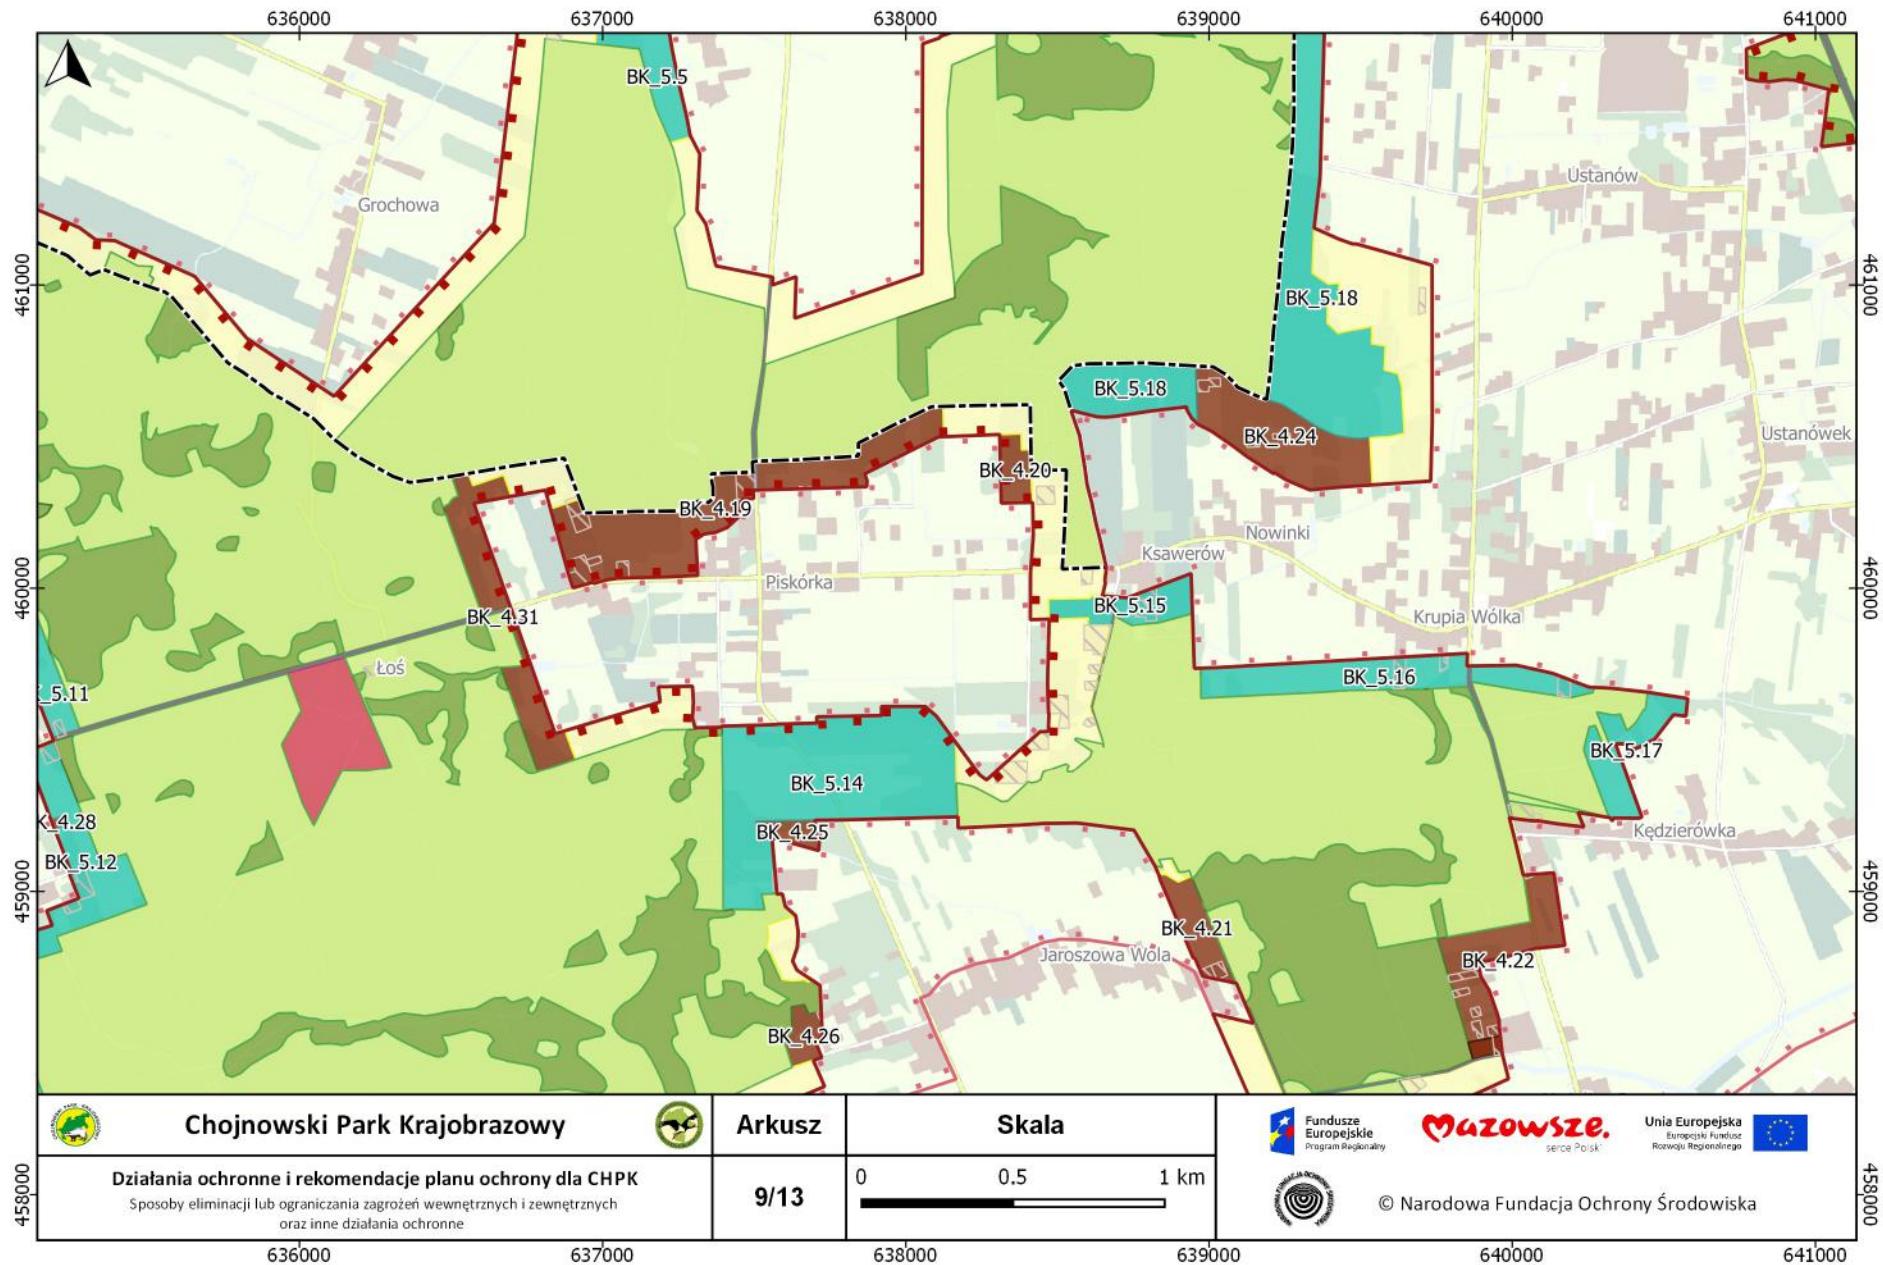 636000 637000 638000 639000 640000 641000
BK_5.5
Ustanów
Grochowa
461000
461000
BK_5.18
BK_5.18
BK_4.24
Ustanówek
BK_4.20
BK_4.19
Nowinki
Ksawerów
Piskórka
460000
460000
BK_5.15
BK_4.31
Krupia Wólka
Łoś
BK_5.16
K_5.11
BK_5.17
BK_5.14
K_4.28
BK_4.25
Kędzierówka
BK_5.12
459000
459000
BK_4.21
Jaroszowa Wola
BK_4.22
BK_4.26
Chojnowski Park Krajobrazowy
Arkusz
Skala
Fundusze
Europejskie
Program Regionalny
Mazowsze.
serce Polski
Unia Europejska
Europejski Fundusz
Rozwoju Regionalnego
Działania ochronne i rekomendacje planu ochrony dla CHPK
Sposoby eliminacji lub ograniczania zagrożeń wewnętrznych i zewnętrznych
oraz inne działania ochronne
9/13
0 0.5 1 km
© Narodowa Fundacja Ochrony Środowiska
458000
458000
636000 637000 638000 639000 640000 641000